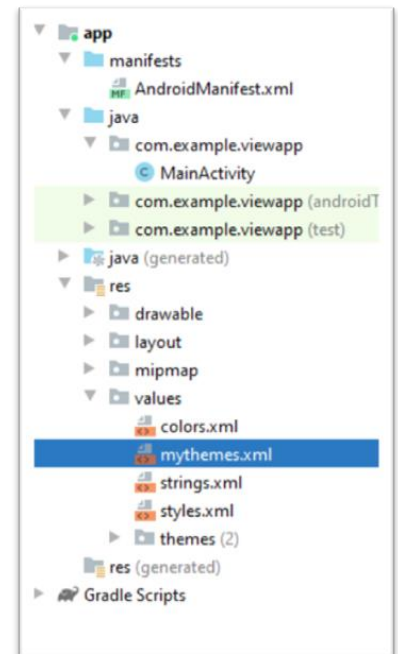 app
manifests
MF AndroidManifest.xml
java
com.example.viewapp
C MainActivity
com.example.viewapp (androidT
com.example.viewapp (test)
java (generated)
res
drawable
layout
mipmap
values
colors.xml
mythemes.xml
strings.xml
styles.xml
themes (2)
res (generated)
Gradle Scripts